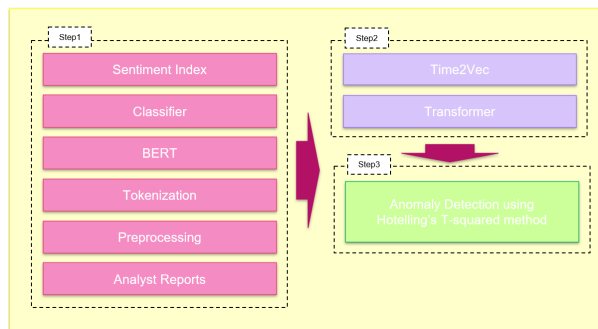 Step1
Sentiment Index
Classifier
BERT
Tokenization
Preprocessing
Analyst Reports
Step2
Time2Vec
Transformer
Step3
Anomaly Detection using
Hotelling's T-squared method